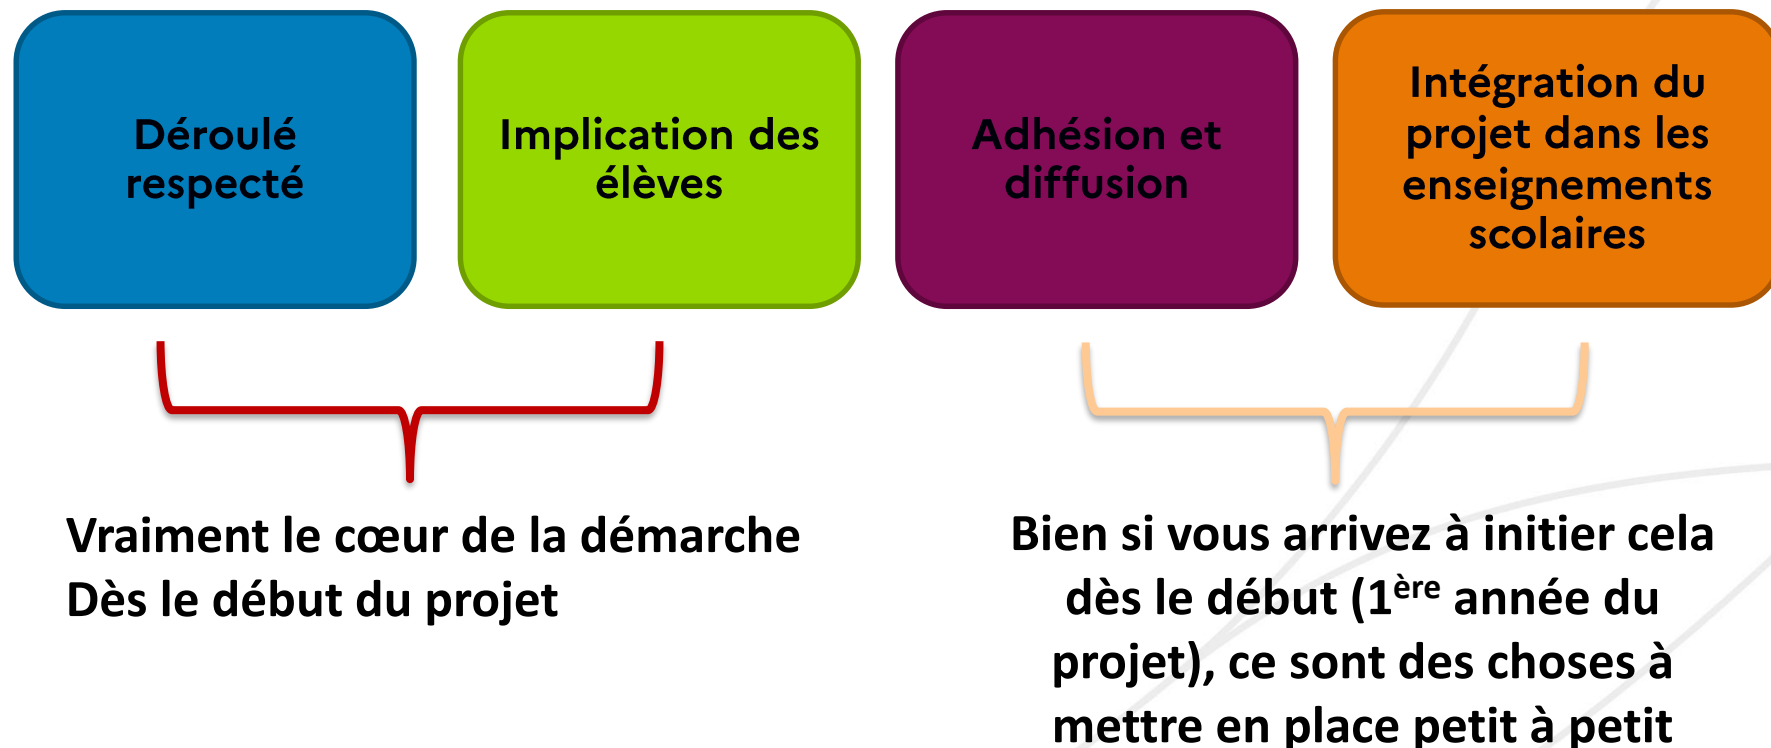 Déroulé
respecté
Implication des
élèves
Adhésion et
diffusion
Intégration du
projet dans les
enseignements
scolaires
Vraiment le cœur de la démarche
Dès le début du projet
Bien si vous arrivez à initier cela
dès le début (1ère année du
projet), ce sont des choses à
mettre en place petit à petit